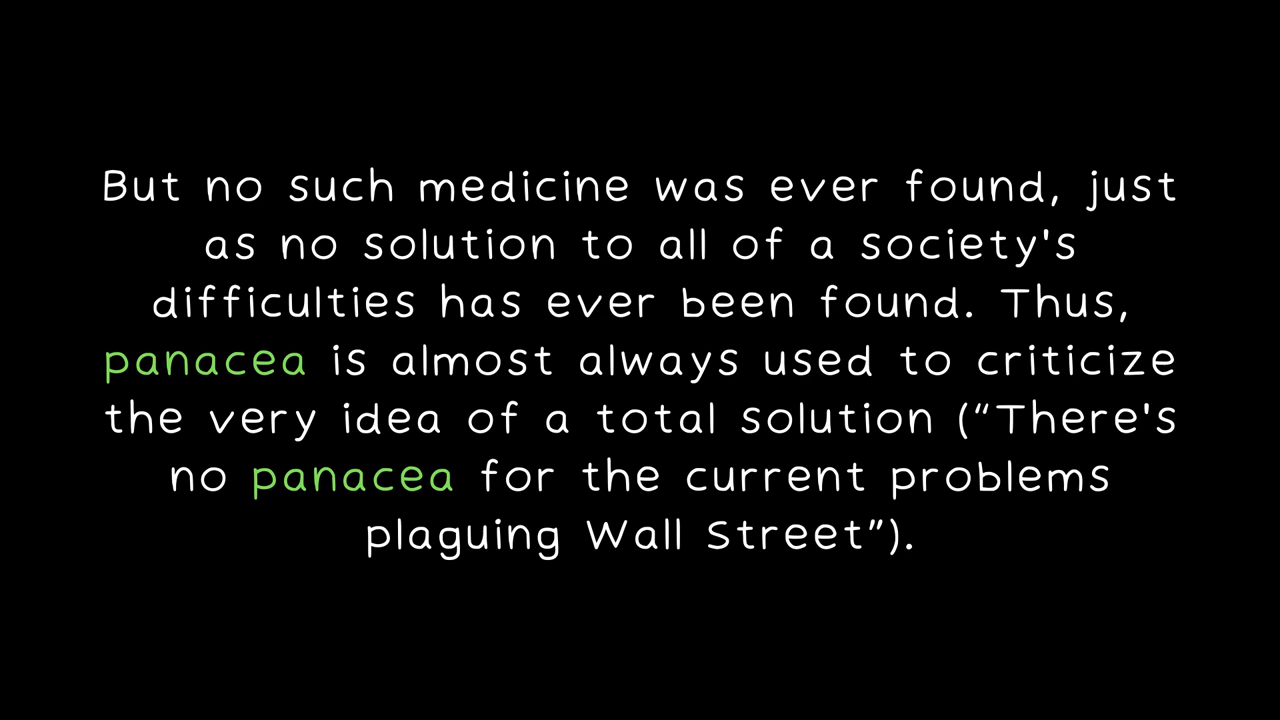 But no such medicine was ever found, just
as no solution to all of a society's
difficulties has ever been found. Thus,
panacea is almost always used to criticize
the very idea of a total solution (“There's
no panacea for the current problems
plaguing Wall Street”).